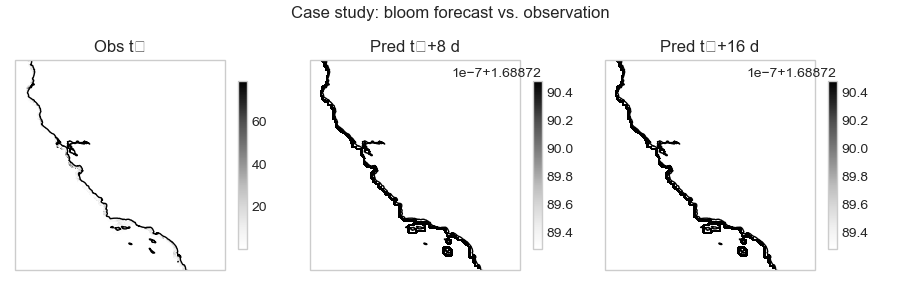 Case study: bloom forecast vs. observation
Obs t□
Pred t□+8 d
Pred t□+16 d
60
40
20
1e−7+1.68872
90.4
90.2
90.0
89.8
89.6
89.4
1e−7+1.68872
90.4
90.2
90.0
89.8
89.6
89.4